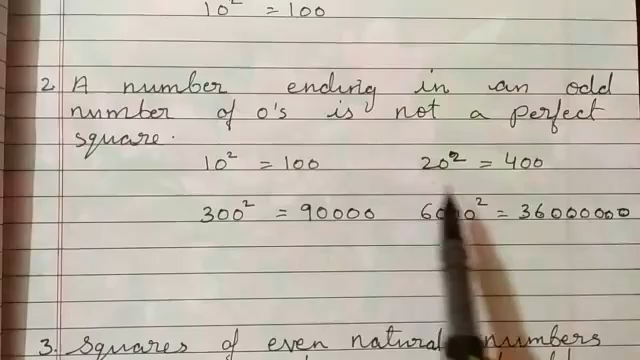 10² = 100
2. A number ending in an odd
number of 0's is not a perfect
square.
10² = 100 20² = 400
300² = 90000 6000² = 36000000
3. Squares of even natural numbers